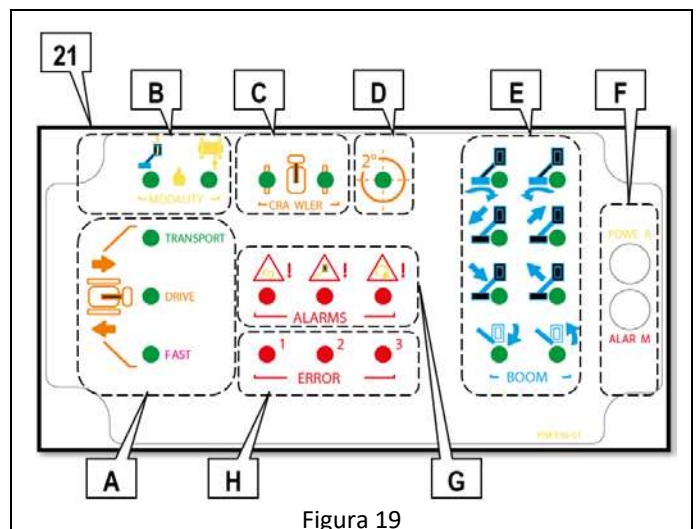 21
B
C
D
E
F
2°
MODALITY
CRA WLER
TRANSPORT
DRIVE
FAST
! ! !
ALARMS
1 2 3
ERROR
BOOM
POWE R
ALAR M
A
H
G
Figura 19